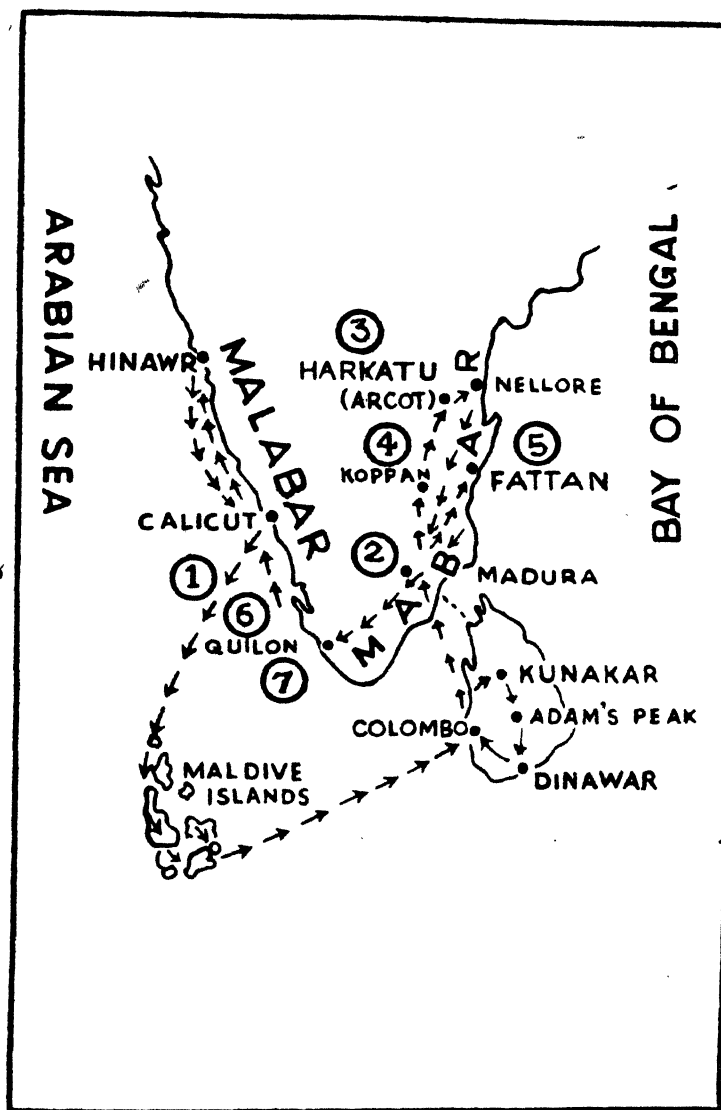 ARABIAN SEA
BAY OF BENGAL
MALABAR
MABAR
HINAWR
3
HARKATU
(ARCOT)
NELLORE
4
KOPPAN
5
FATTAN
CALICUT
1
2
MADURA
6
QUILON
7
KUNAKAR
COLOMBO
ADAM'S PEAK
MALDIVE
ISLANDS
DINAWAR